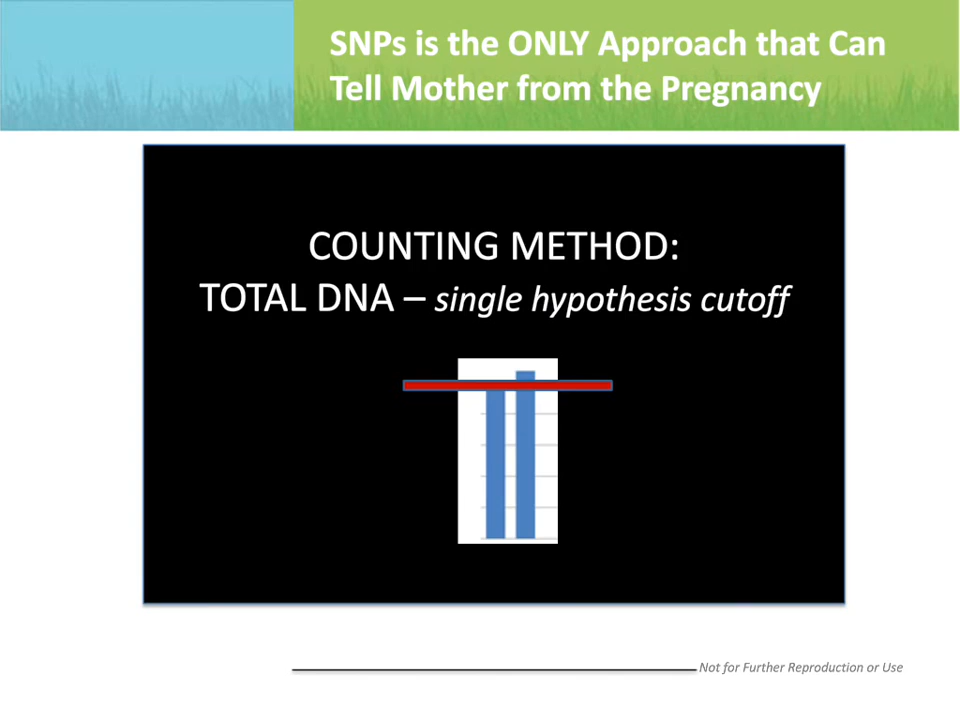 SNPs is the ONLY Approach that Can
Tell Mother from the Pregnancy
COUNTING METHOD:
TOTAL DNA – single hypothesis cutoff
Not for Further Reproduction or Use